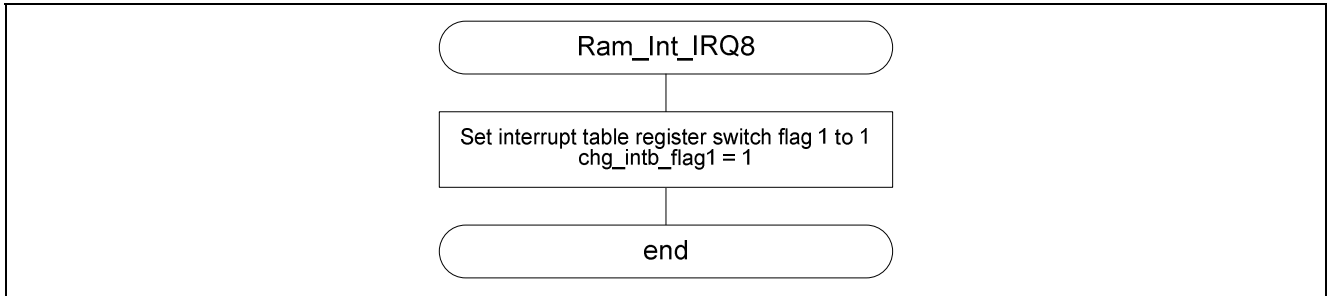 Ram_Int_IRQ8
Set interrupt table register switch flag 1 to 1
chg_intb_flag1 = 1
end